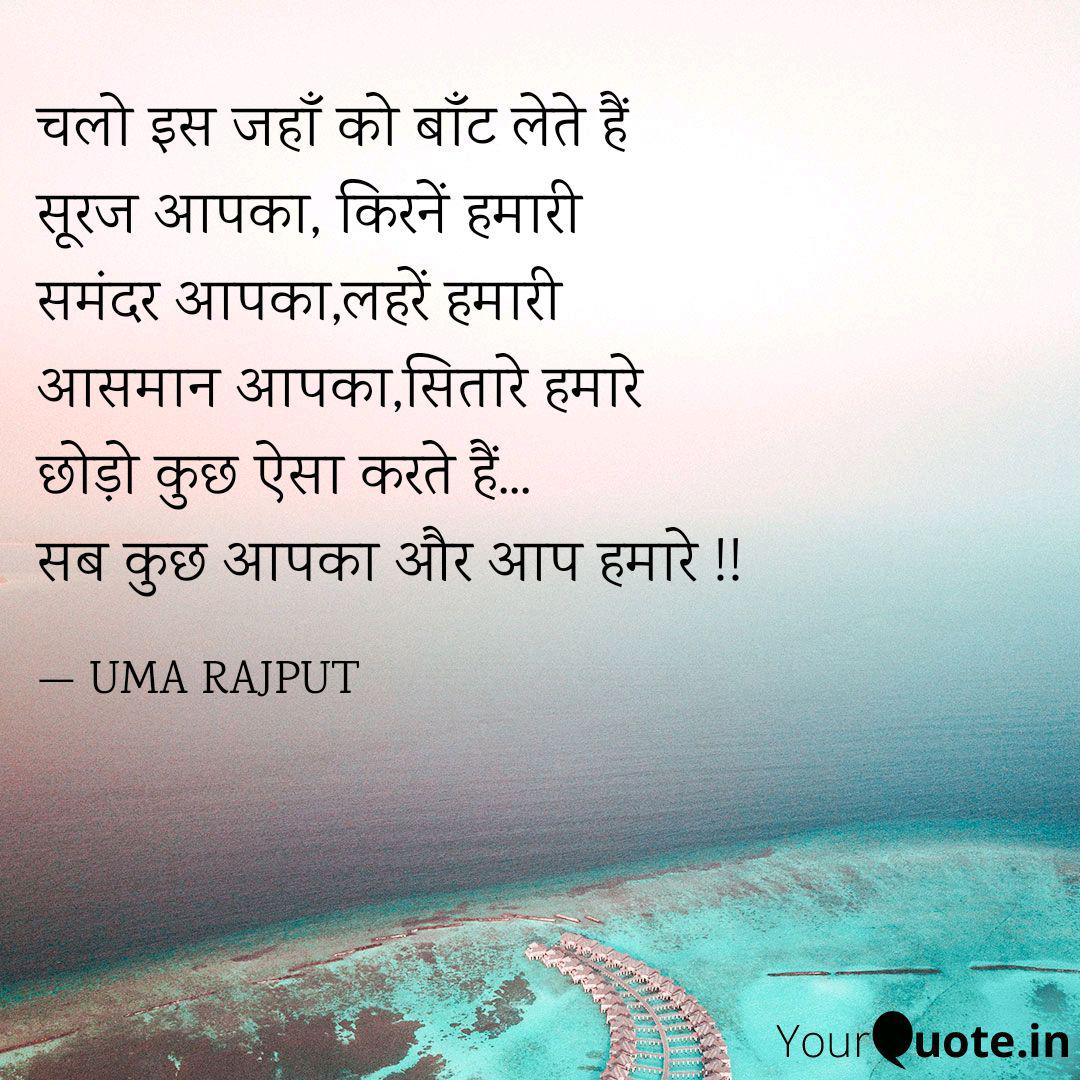 चलो इस जहाँ को बाँट लेते हैं
सूरज आपका, किरनें हमारी
समंदर आपका,लहरें हमारी
आसमान आपका,सितारे हमारे
छोड़ो कुछ ऐसा करते हैं...
सब कुछ आपका और आप हमारे !!
— UMA RAJPUT
YourQuote.in